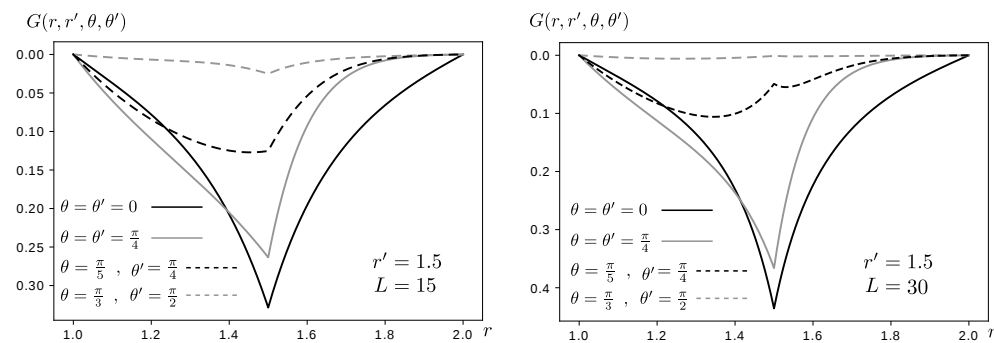 G(r, r′, θ, θ′)
0.00
0.05
0.10
0.15
0.20
0.25
0.30
θ = θ′ = 0
θ = θ′ = π/4
θ = π/5 , θ′ = π/4
θ = π/3 , θ′ = π/2
r′ = 1.5
L = 15
1.0 1.2 1.4 1.6 1.8 2.0 r
G(r, r′, θ, θ′)
0.0
0.1
0.2
0.3
0.4
θ = θ′ = 0
θ = θ′ = π/4
θ = π/5 , θ′ = π/4
θ = π/3 , θ′ = π/2
r′ = 1.5
L = 30
1.0 1.2 1.4 1.6 1.8 2.0 r